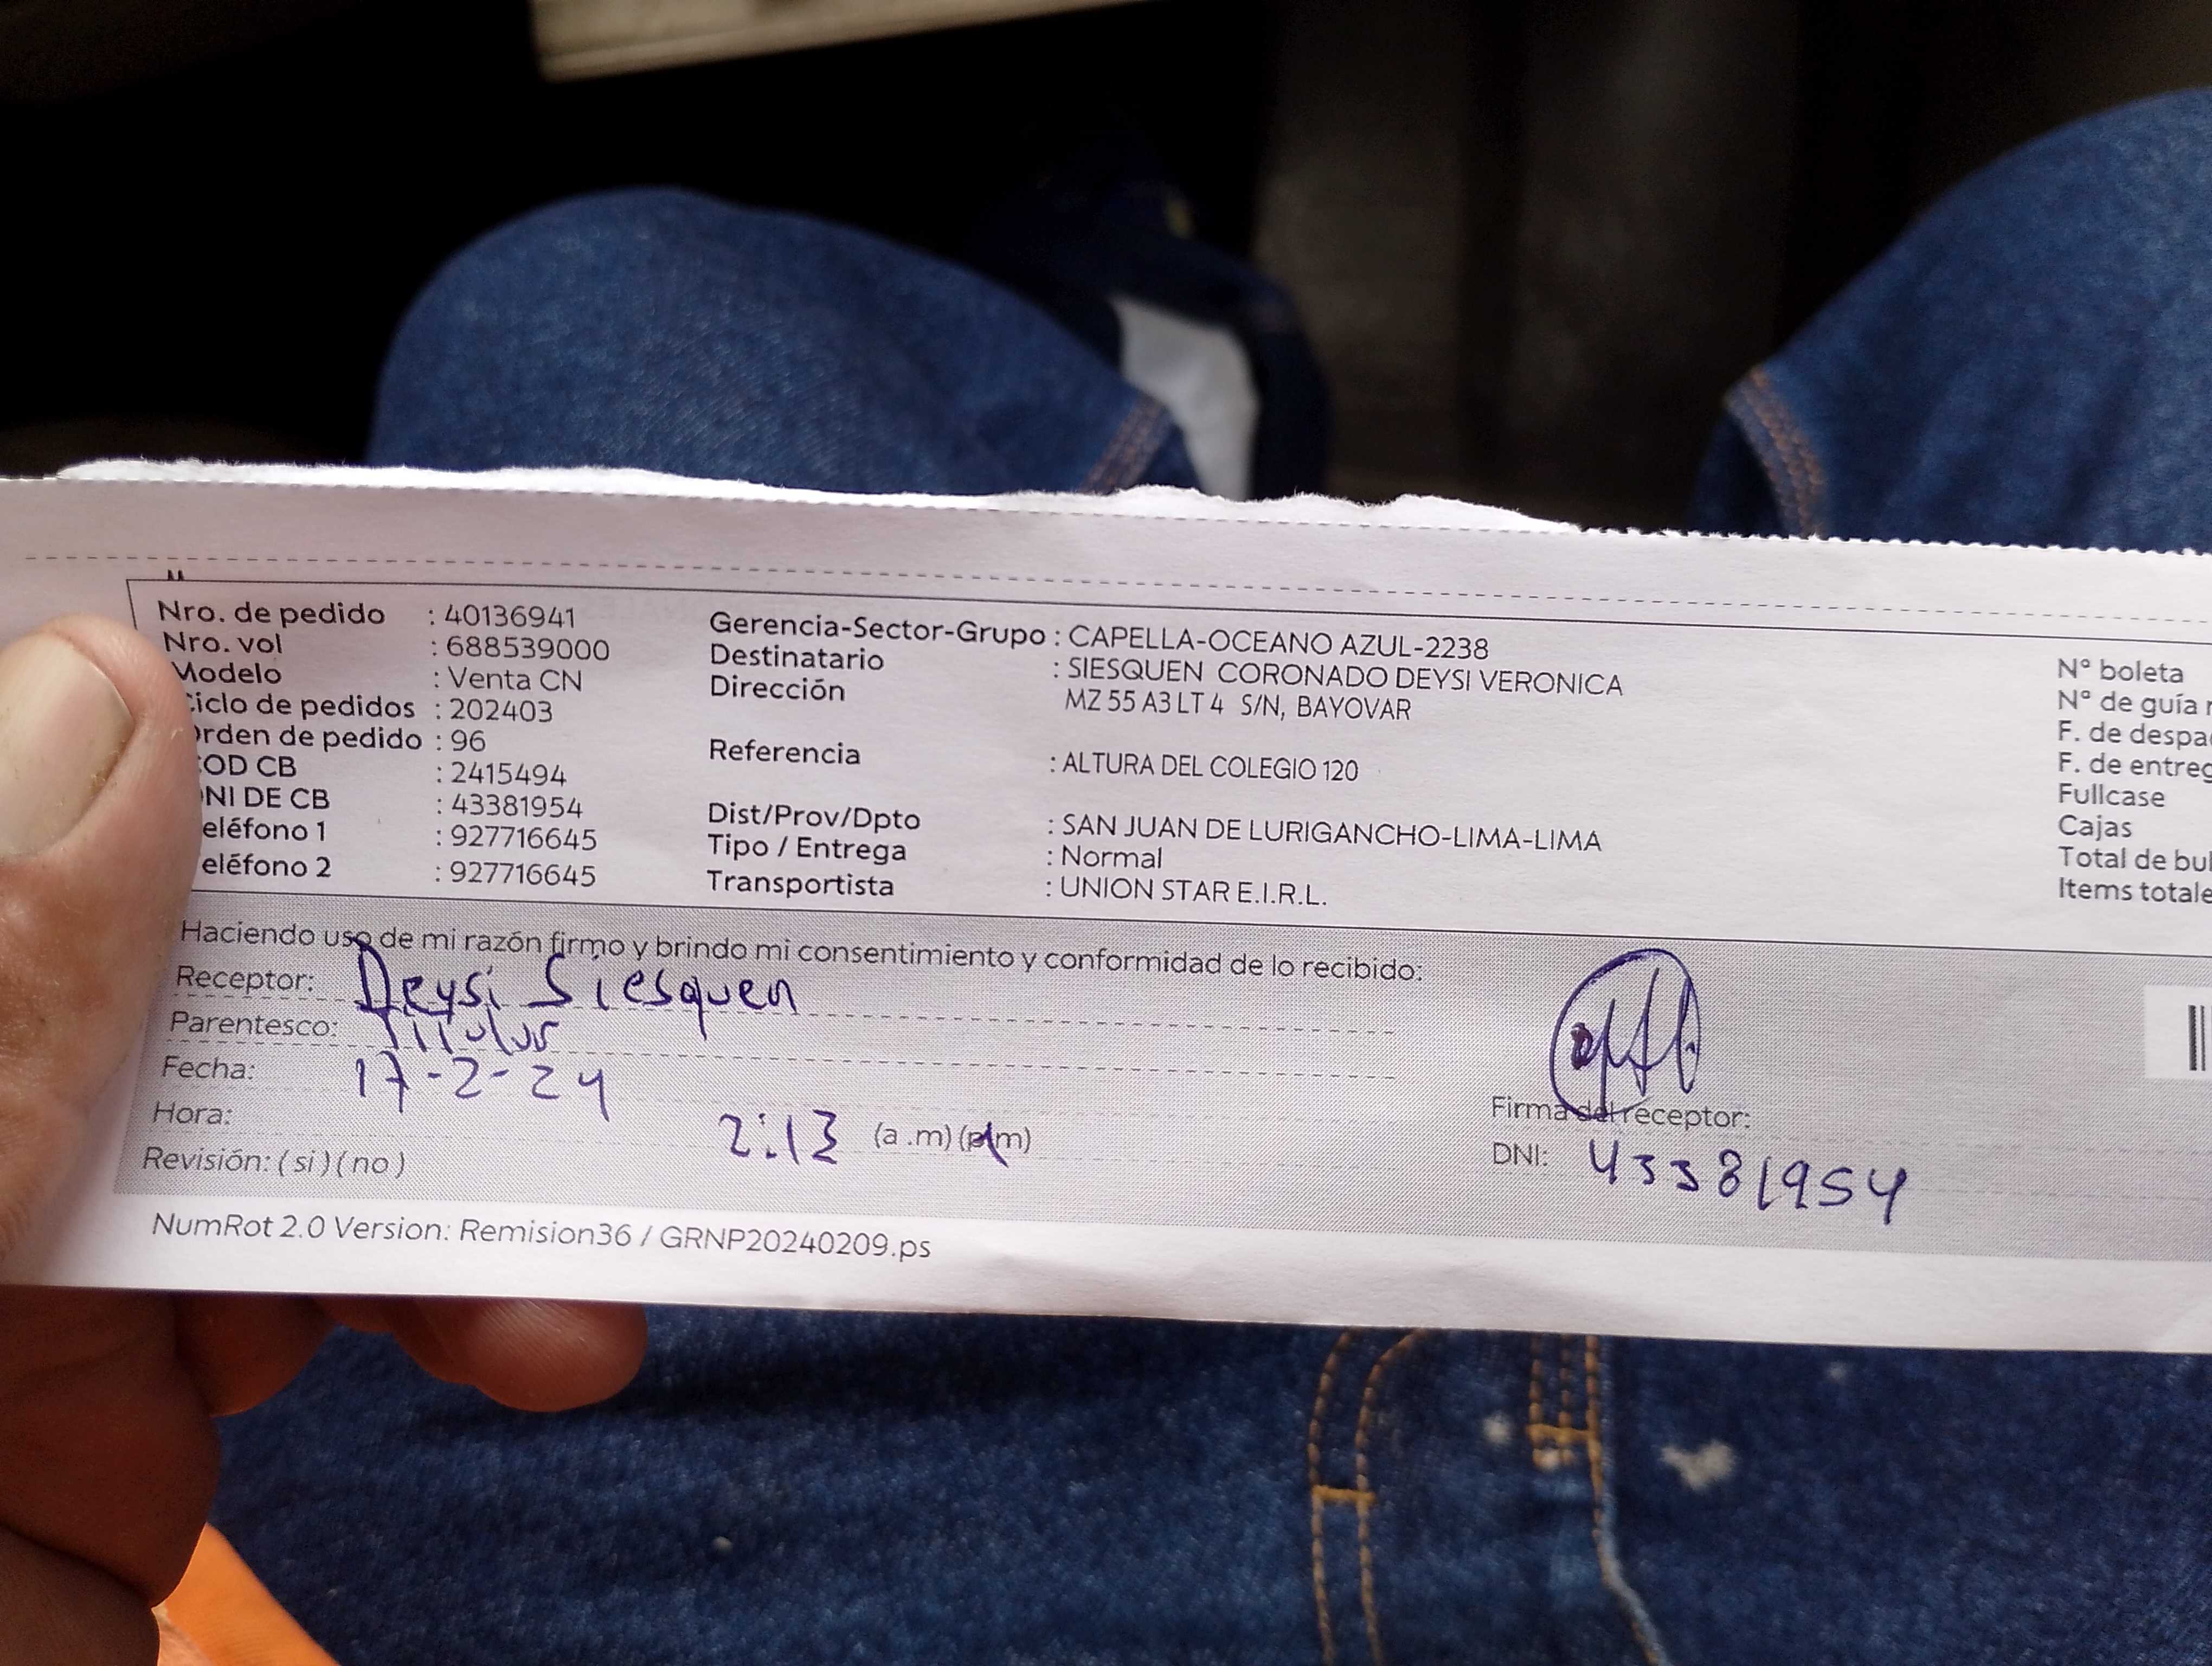 Nro. de pedido : 40136941
Nro. vol : 688539000
Modelo : Venta CN
Ciclo de pedidos : 202403
Orden de pedido : 96
COD CB : 2415494
DNI DE CB : 43381954
eléfono 1 : 927716645
eléfono 2 : 927716645
Gerencia-Sector-Grupo : CAPELLA-OCEANO AZUL-2238
Destinatario : SIESQUEN CORONADO DEYSI VERONICA
Dirección MZ 55 A3 LT 4 S/N, BAYOVAR
Referencia : ALTURA DEL COLEGIO 120
Dist/Prov/Dpto : SAN JUAN DE LURIGANCHO-LIMA-LIMA
Tipo / Entrega : Normal
Transportista : UNION STAR E.I.R.L.
N° boleta
N° de guía
F. de despa
F. de entreg
Fullcase
Cajas
Total de bul
Items totale
Haciendo uso de mi razón firmo y brindo mi consentimiento y conformidad de lo recibido:
Receptor: Deysi Siesquen
Parentesco: Titular
Fecha: 17-2-24
Hora: 2:13 (a .m) (p.m)
Revisión: ( si ) ( no )
Firma del receptor:
DNI: 43381954
NumRot 2.0 Version: Remision36 / GRNP20240209.ps